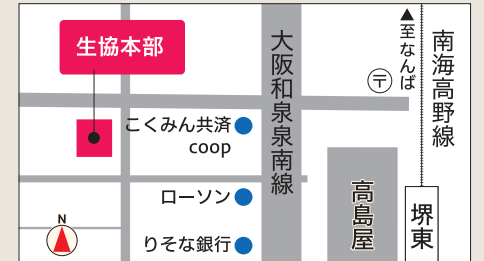 生協本部
大阪和泉泉南線
▲至なんば
南海高野線
〒
こくみん共済
coop
ローソン
高島屋
堺東
りそな銀行
N